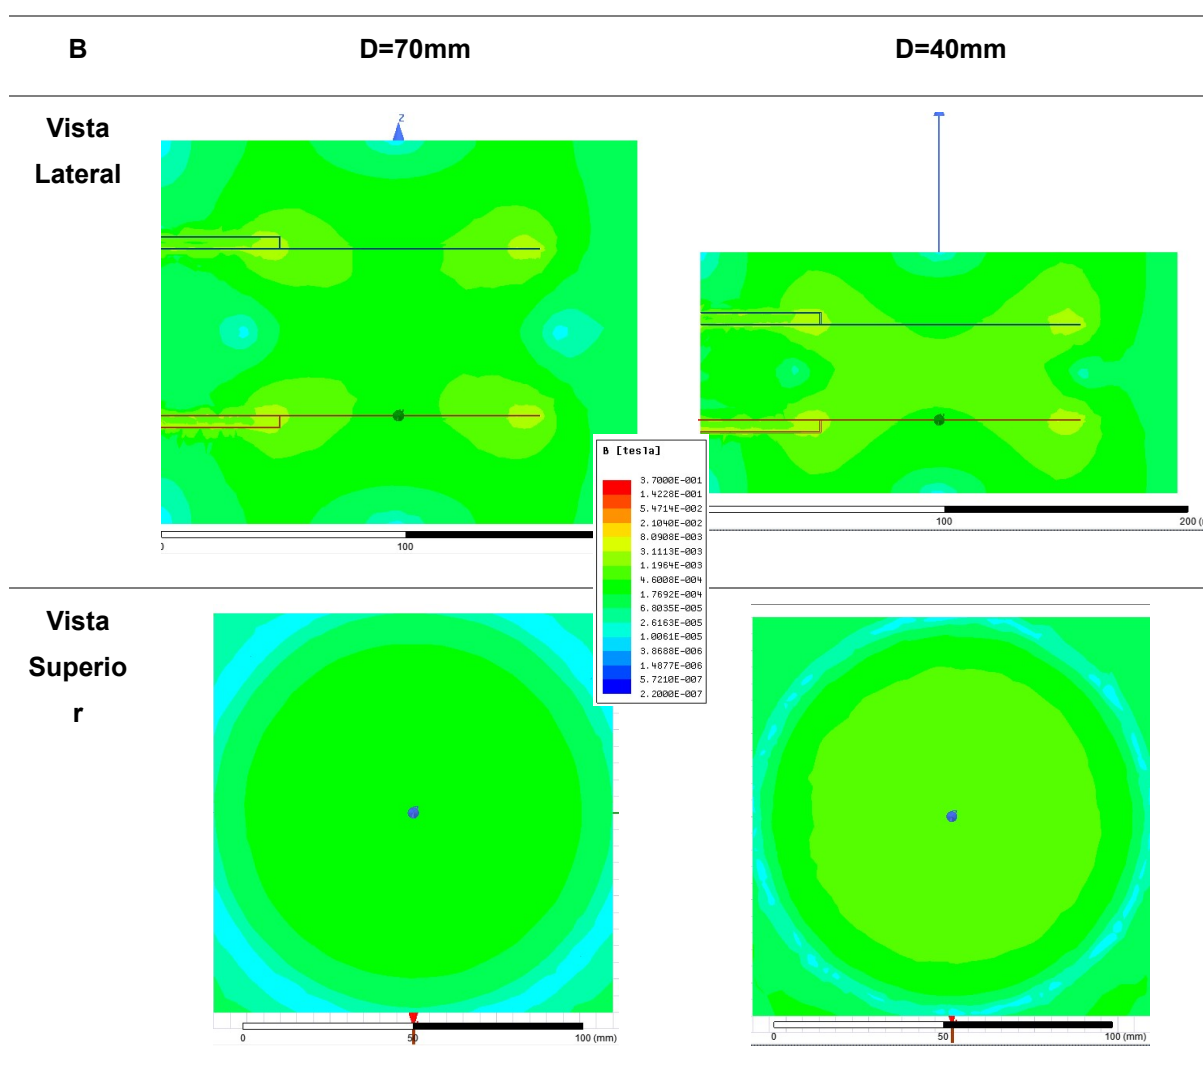 B D=70mm D=40mm
Vista
Lateral
Z
100
100 200 (
B [tesla]
3.7000E-001
1.4228E-001
5.4714E-002
2.1040E-002
8.0908E-003
3.1113E-003
1.1964E-003
4.6008E-004
1.7692E-004
6.8035E-005
2.6163E-005
1.0061E-005
3.8688E-006
1.4877E-006
5.7210E-007
2.2000E-007
Vista
Superio
r
0 50 100 (mm)
0 50 100 (mm)